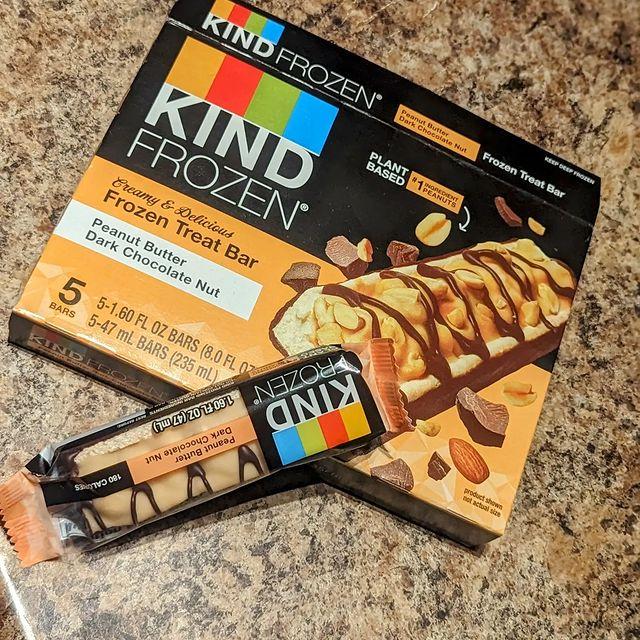 KIND FROZEN®
Peanut Butter
Dark Chocolate Nut
Frozen Treat Bar
KEEP DEEP FROZEN
KIND
FROZEN®
PLANT
BASED
#1 INGREDIENT
PEANUTS
Creamy & Delicious
Frozen Treat Bar
Peanut Butter
Dark Chocolate Nut
5
BARS
5-1.60 FL OZ BARS (8.0 FL OZ
5-47 mL BARS (235 mL)
product shown
not actual size
KIND FROZEN
KIND
FROZEN®
Peanut Butter
Dark Chocolate Nut
1.60 FL OZ (47 mL)
180 CALORIES